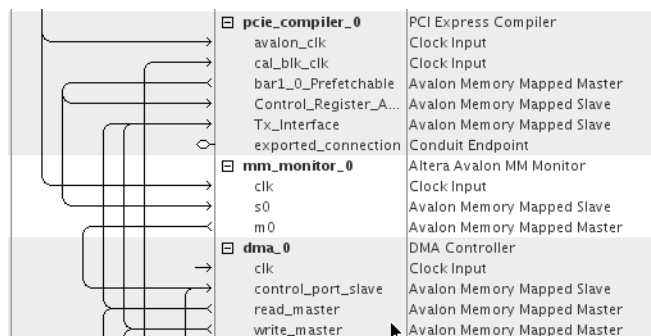 pcie_compiler_0 PCI Express Compiler
avalon_clk Clock Input
cal_blk_clk Clock Input
bar1_0_Prefetchable Avalon Memory Mapped Master
Control_Register_A... Avalon Memory Mapped Slave
Tx_Interface Avalon Memory Mapped Slave
exported_connection Conduit Endpoint
mm_monitor_0 Altera Avalon MM Monitor
clk Clock Input
s0 Avalon Memory Mapped Slave
m0 Avalon Memory Mapped Master
dma_0 DMA Controller
clk Clock Input
control_port_slave Avalon Memory Mapped Slave
read_master Avalon Memory Mapped Master
write_master Avalon Memory Mapped Master